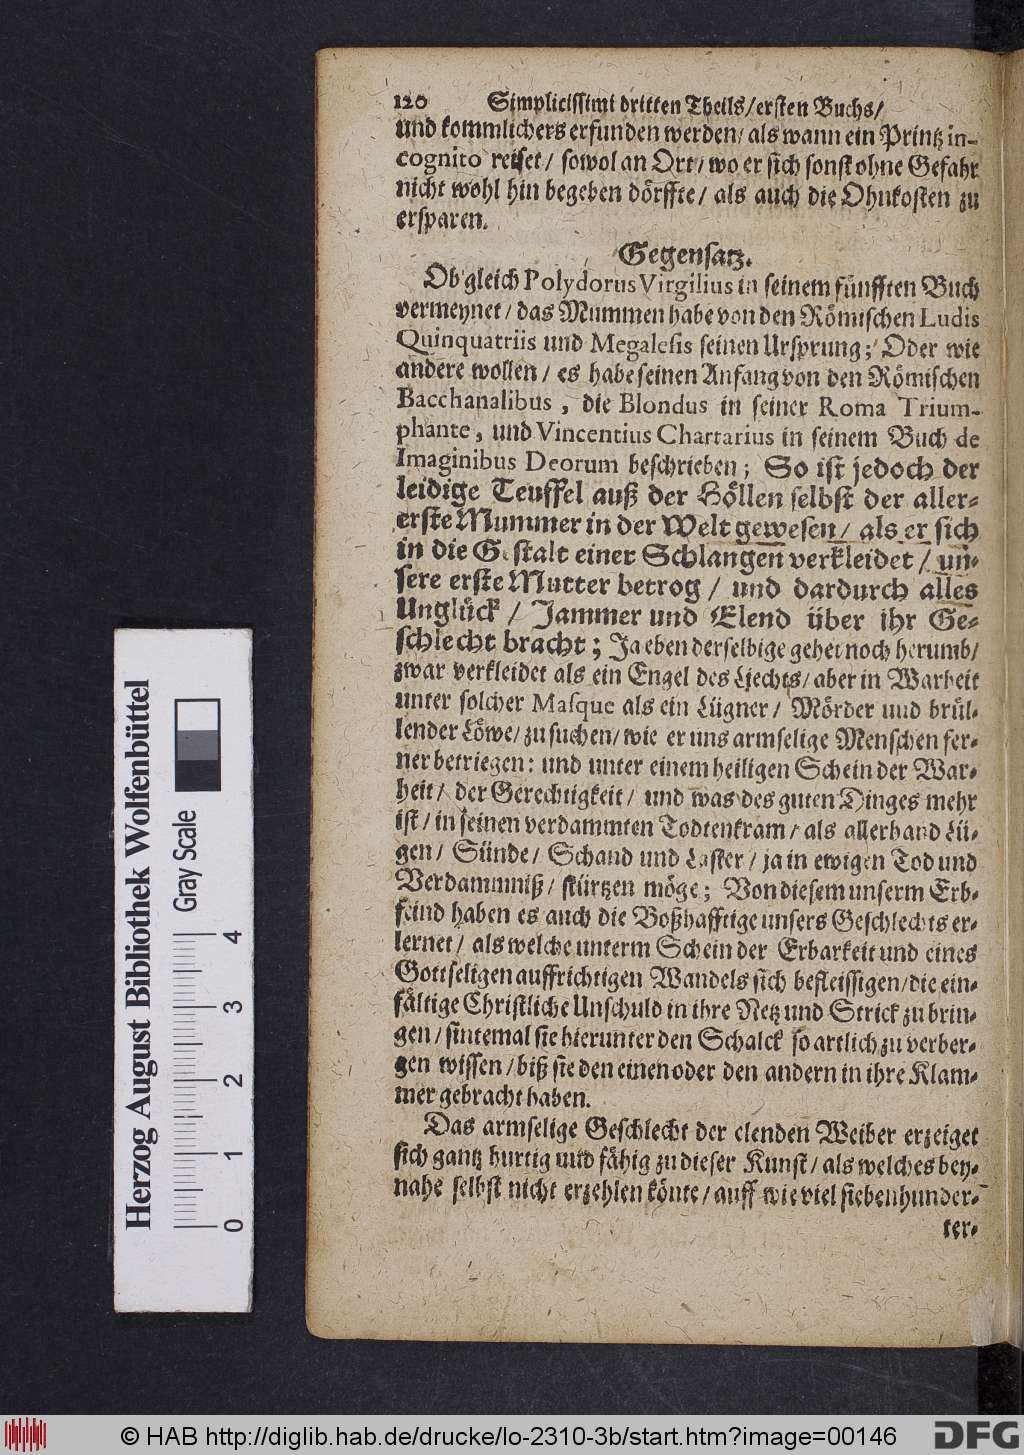 120 Simplicissimi dritten Theils/ersten Buchs/
und kommlichers erfunden werden/als wann ein Printz in-
cognito reiset/ sowol an Ort/wo er sich sonst ohne Gefahr
nicht wohl hin begeben dörffte/ als auch die Ohnkosten zu
ersparen.
Gegensatz.
Ob gleich Polydorus Virgilius in seinem fünfften Buch
vermeynet/das Mummen habe von den Römischen Ludis
Quinquatriis und Megalesis seinen Ursprung; Oder wie
andere wollen/ es habe seinen Anfang von den Römischen
Bacchanalibus, die Blondus in seiner Roma Trium-
phante, und Vincentius Chartarius in seinem Buch de
Imaginibus Deorum beschrieben; So ist jedoch der
leidige Teuffel auß der Höllen selbst der aller-
erste Mummer in der Welt gewesen/ als er sich
in die Gestalt einer Schlangen verkleidet/ un-
sere erste Mutter betrog/ und dardurch alles
Unglück/ Jammer und Elend über ihr Ge-
schlecht bracht; Ja eben derselbige gehet noch herumb/
zwar verkleidet als ein Engel des Liechts/aber in Warheit
unter solcher Masque als ein Lügner/ Mörder und brül-
lender Löwe/zu suchen/wie er uns armselige Menschen fer-
ner betriegen: und unter einem heiligen Schein der War-
heit/ der Gerechtigkeit/ und was des guten Dinges mehr
ist/in seinen verdammten Todtenkram/als allerhand Lü-
gen/ Sünde/ Schand und Laster/ja in ewigen Tod und
Verdammniß/ stürtzen möge; Von diesem unserm Erb-
feind haben es auch die Boßhafftige unsers Geschlechts er-
lernet/ als welche unterm Schein der Erbarkeit und eines
Gottseligen auffrichtigen Wandels sich befleissigen/die ein-
fältige Christliche Unschuld in ihre Netz und Strick zu brin-
gen/sintemal sie hierunter den Schalck so artlich zu verber-
gen wissen/biß sie den einen oder den andern in ihre Klam-
mer gebracht haben.
Das armselige Geschlecht der elenden Weiber erzeiget
sich gantz hurtig und fähig zu dieser Kunst/als welches bey-
nahe selbst nicht erzehlen könte/auff wie viel siebenhunder-
ter-
Herzog August Bibliothek Wolfenbüttel
Gray Scale
0 1 2 3 4
© HAB http://diglib.hab.de/drucke/lo-2310-3b/start.htm?image=00146
DFG